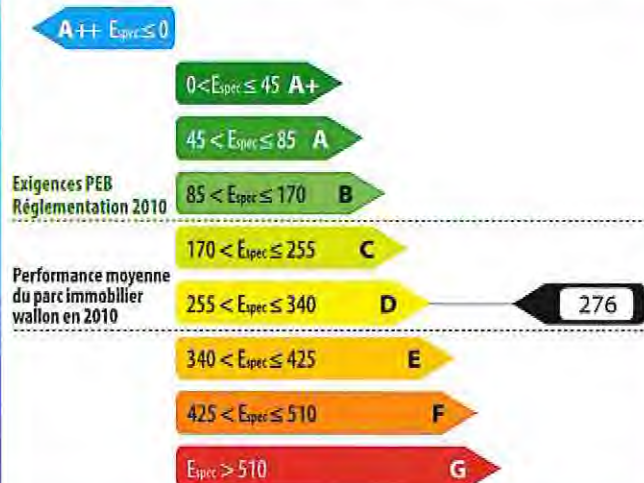 A++ Espec ≤ 0
0 < Espec ≤ 45 A+
45 < Espec ≤ 85 A
Exigences PEB
Réglementation 2010
85 < Espec ≤ 170 B
170 < Espec ≤ 255 C
Performance moyenne
du parc immobilier
wallon en 2010
255 < Espec ≤ 340 D
276
340 < Espec ≤ 425 E
425 < Espec ≤ 510 F
Espec > 510 G